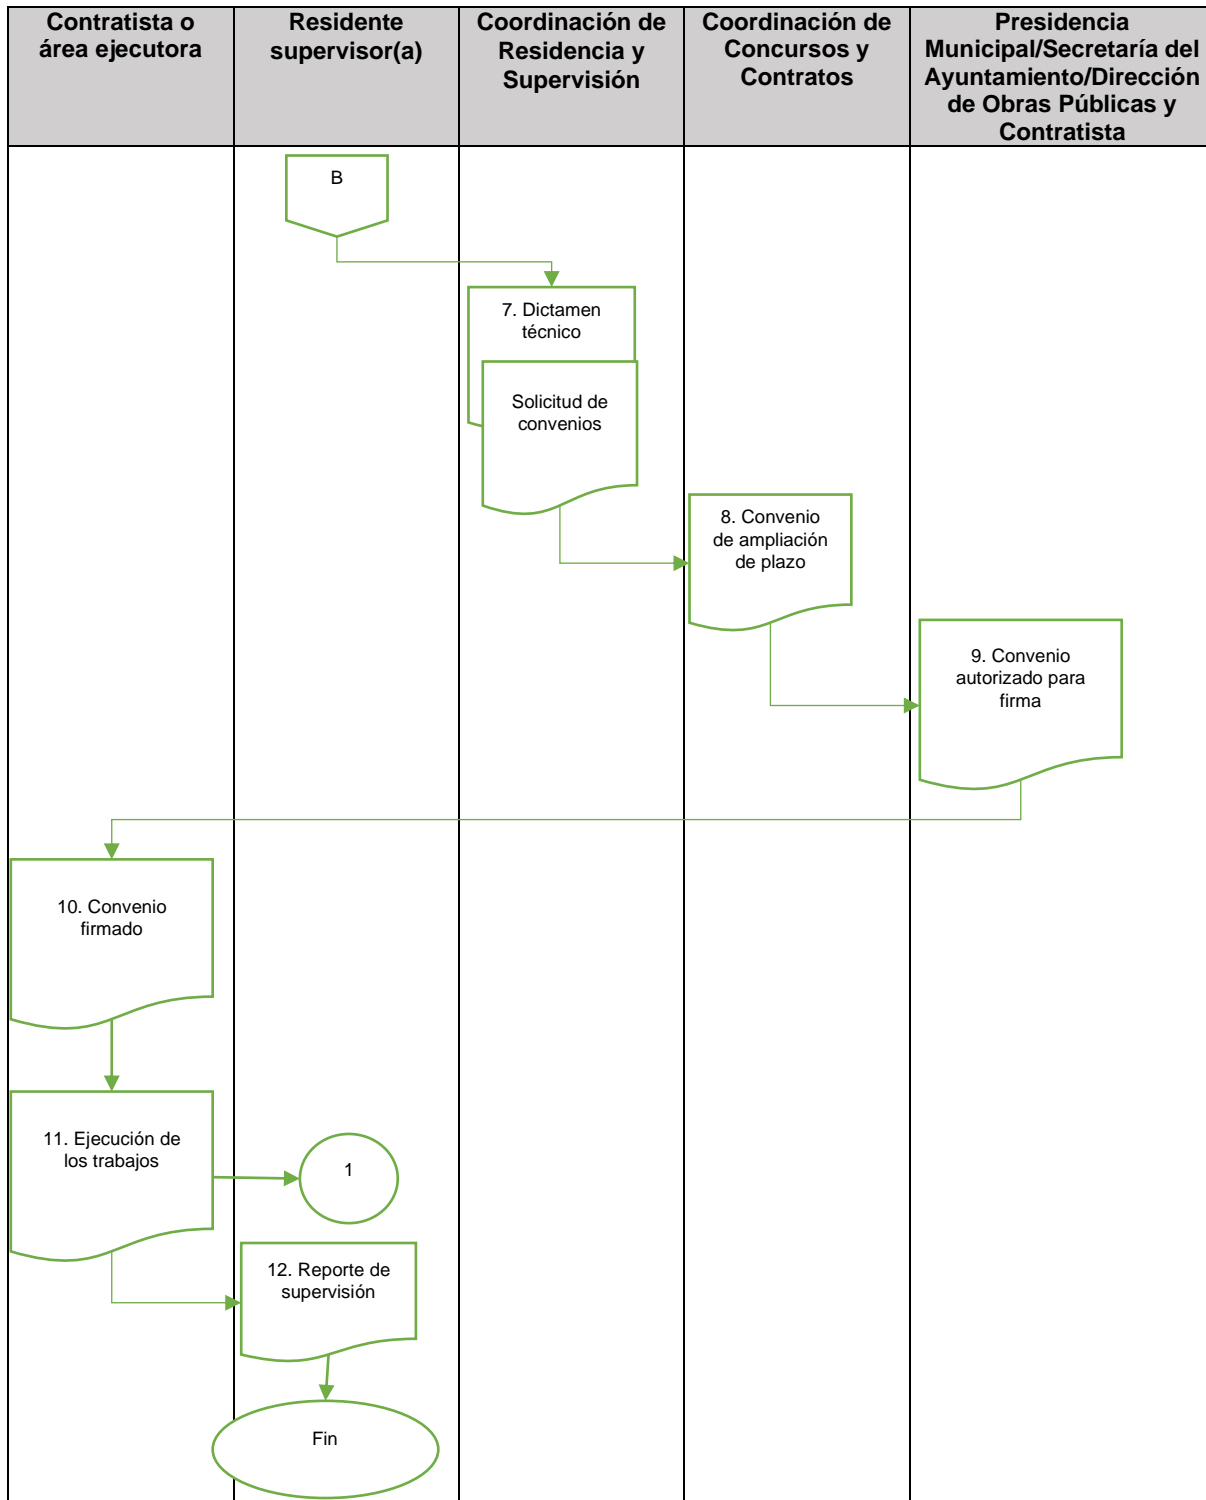 Contratista o
área ejecutora
Residente
supervisor(a)
Coordinación de
Residencia y
Supervisión
Coordinación de
Concursos y
Contratos
Presidencia
Municipal/Secretaría del
Ayuntamiento/Dirección
de Obras Públicas y
Contratista
B
7. Dictamen
técnico
Solicitud de
convenios
8. Convenio
de ampliación
de plazo
9. Convenio
autorizado para
firma
10. Convenio
firmado
11. Ejecución de
los trabajos
1
12. Reporte de
supervisión
Fin